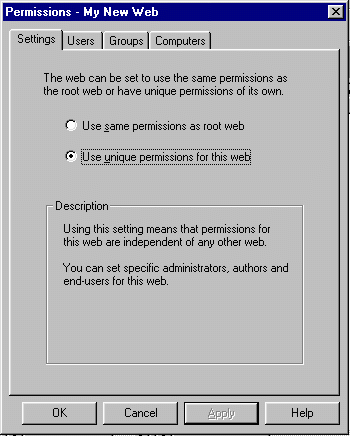 Permissions - My New Web
Settings Users Groups Computers
The web can be set to use the same permissions as
the root web or have unique permissions of its own.
Use same permissions as root web
Use unique permissions for this web
Description
Using this setting means that permissions for
this web are independent of any other web.
You can set specific administrators, authors and
end-users for this web.
OK Cancel Apply Help